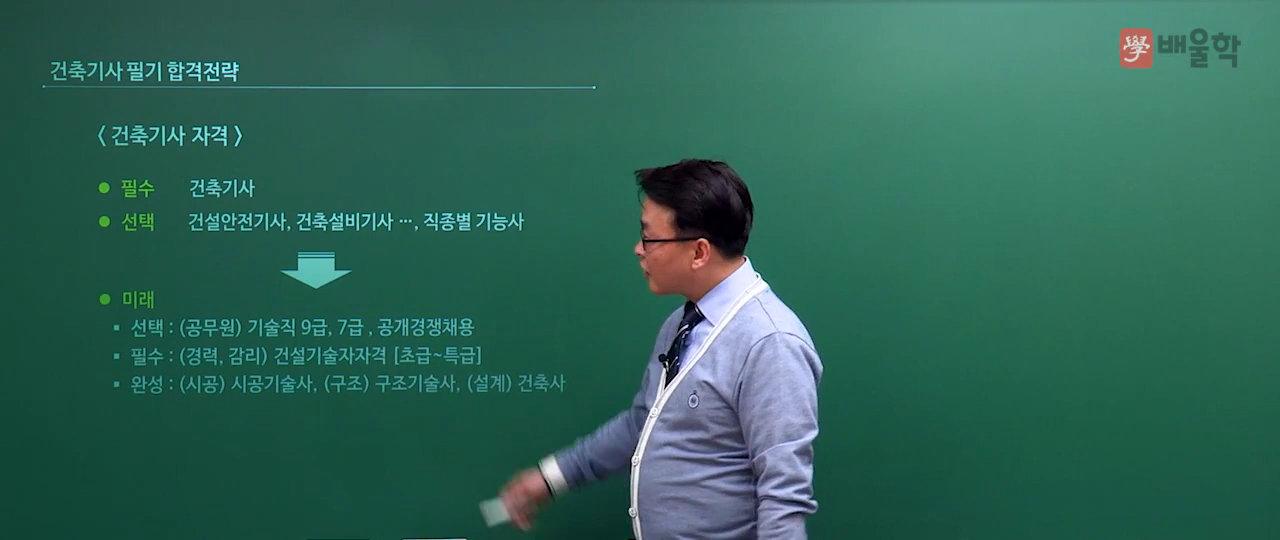 學 배울학
건축기사 필기 합격전략
< 건축기사 자격 >
● 필수 건축기사
● 선택 건설안전기사, 건축설비기사 …, 직종별 기능사
● 미래
▪ 선택 : (공무원) 기술직 9급, 7급 , 공개경쟁채용
▪ 필수 : (경력, 감리) 건설기술자자격 [초급~특급]
▪ 완성 : (시공) 시공기술사, (구조) 구조기술사, (설계) 건축사